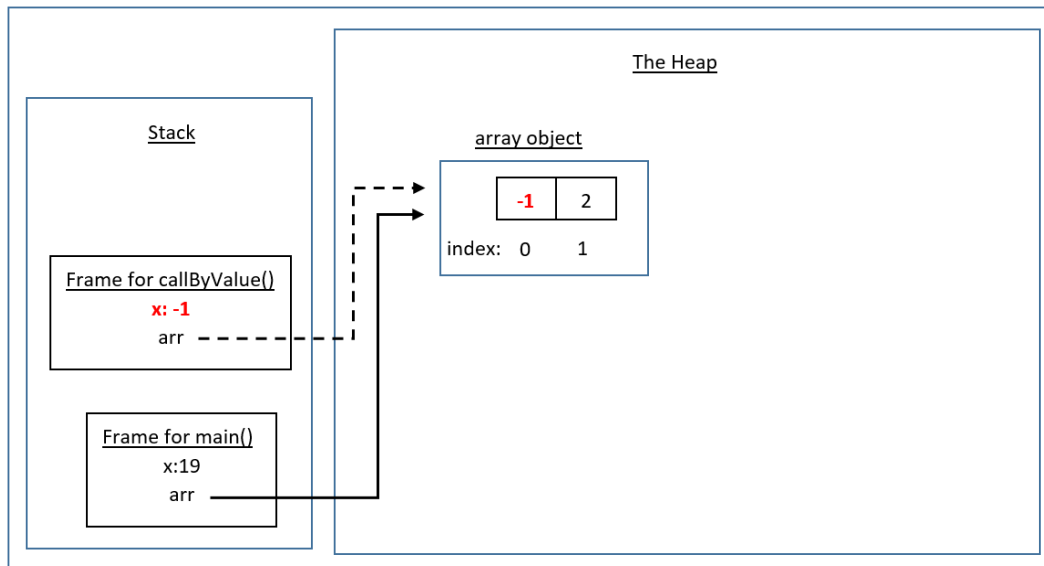 The Heap
Stack
array object
-1 2
index: 0 1
Frame for callByValue()
x: -1
arr
Frame for main()
x:19
arr